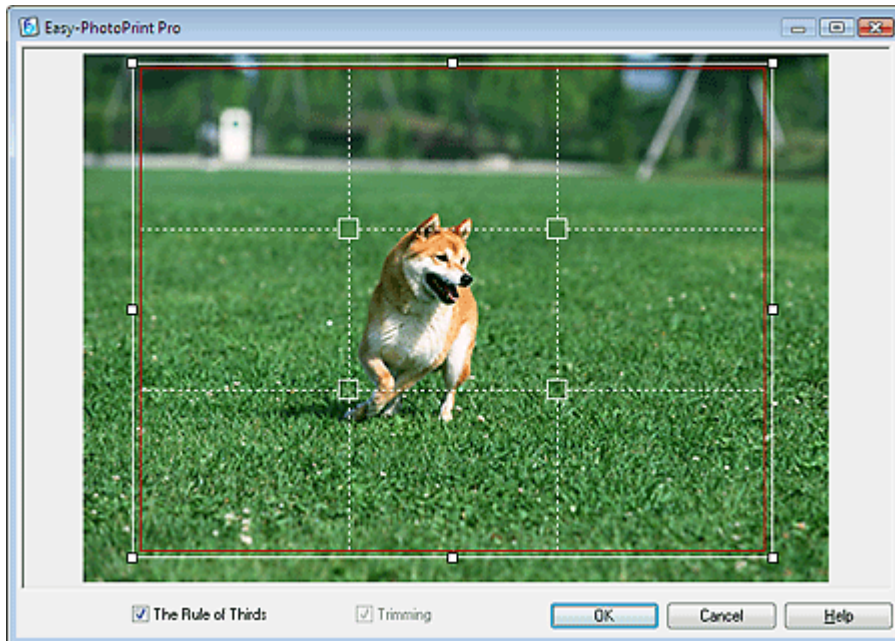 Easy-PhotoPrint Pro
The Rule of Thirds
Trimming
OK
Cancel
Help